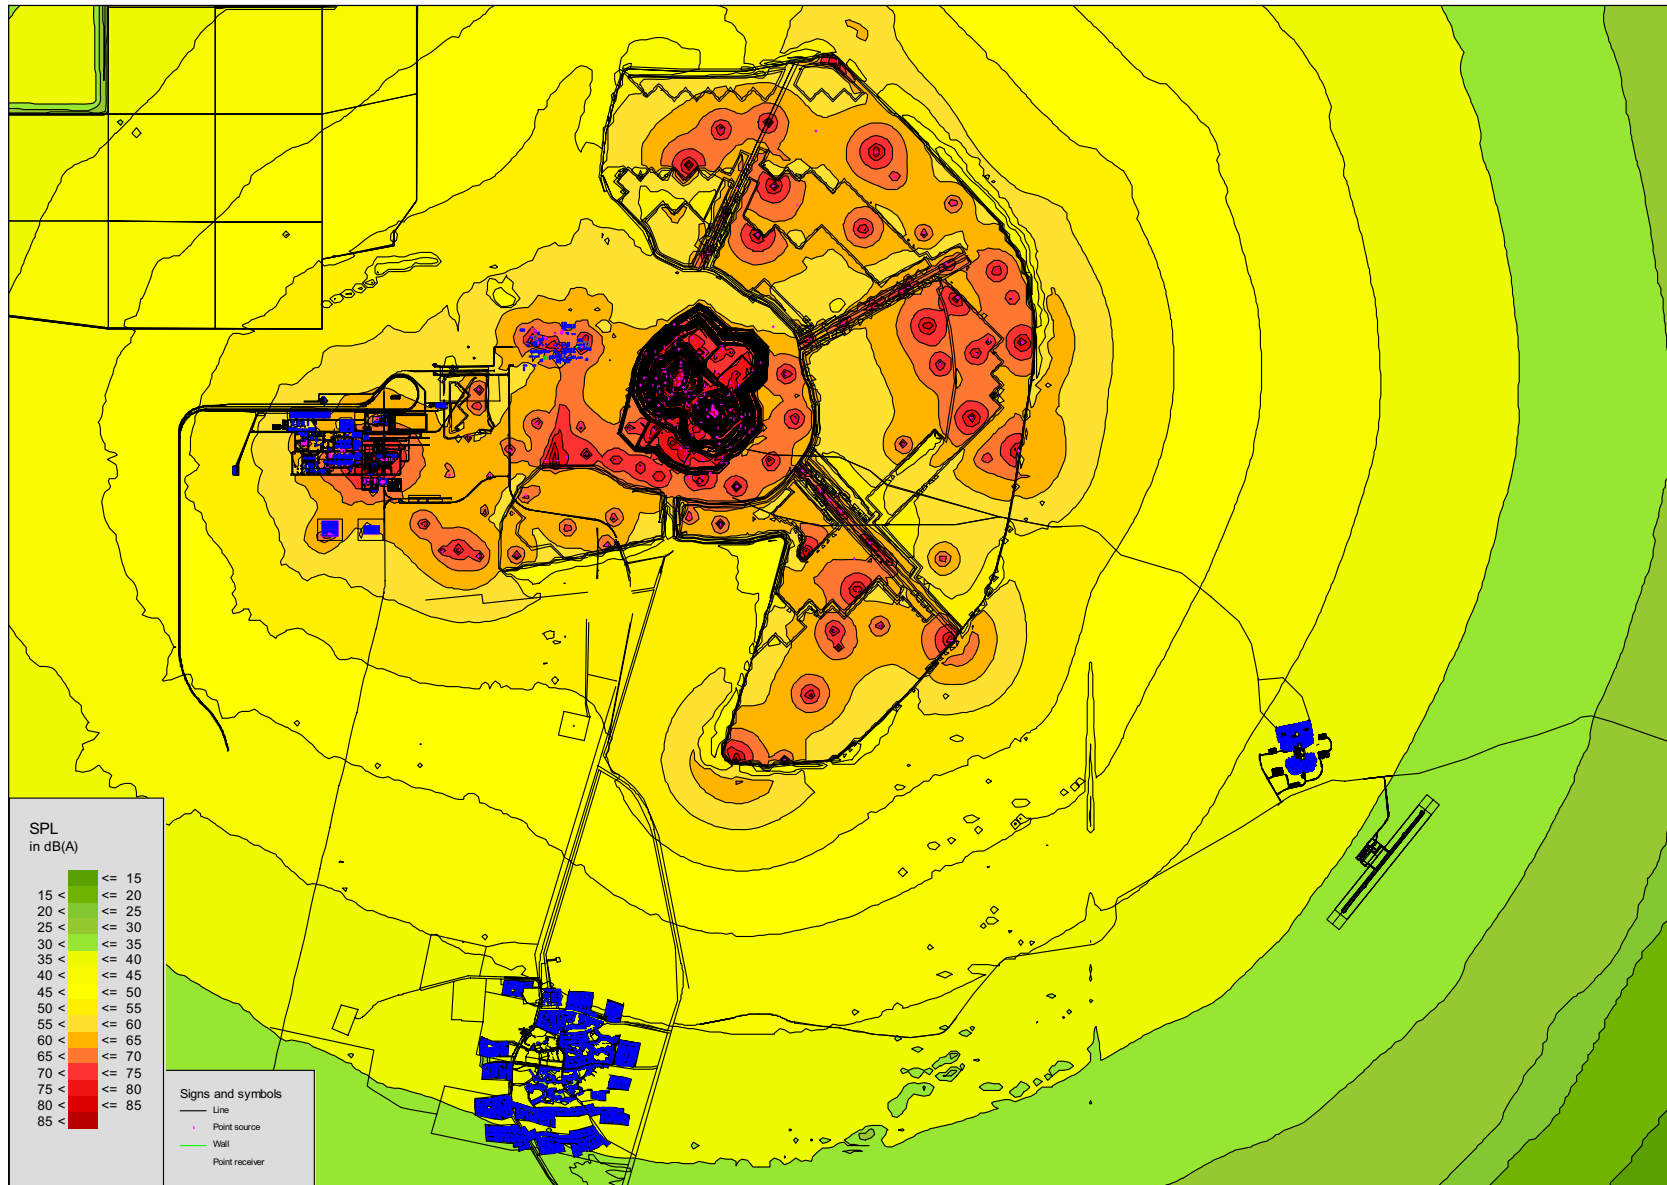 SPL
in dB(A)
<= 15
15 < <= 20
20 < <= 25
25 < <= 30
30 < <= 35
35 < <= 40
40 < <= 45
45 < <= 50
50 < <= 55
55 < <= 60
60 < <= 65
65 < <= 70
70 < <= 75
75 < <= 80
80 < <= 85
85 <
Signs and symbols
Line
Point source
Wall
Point receiver